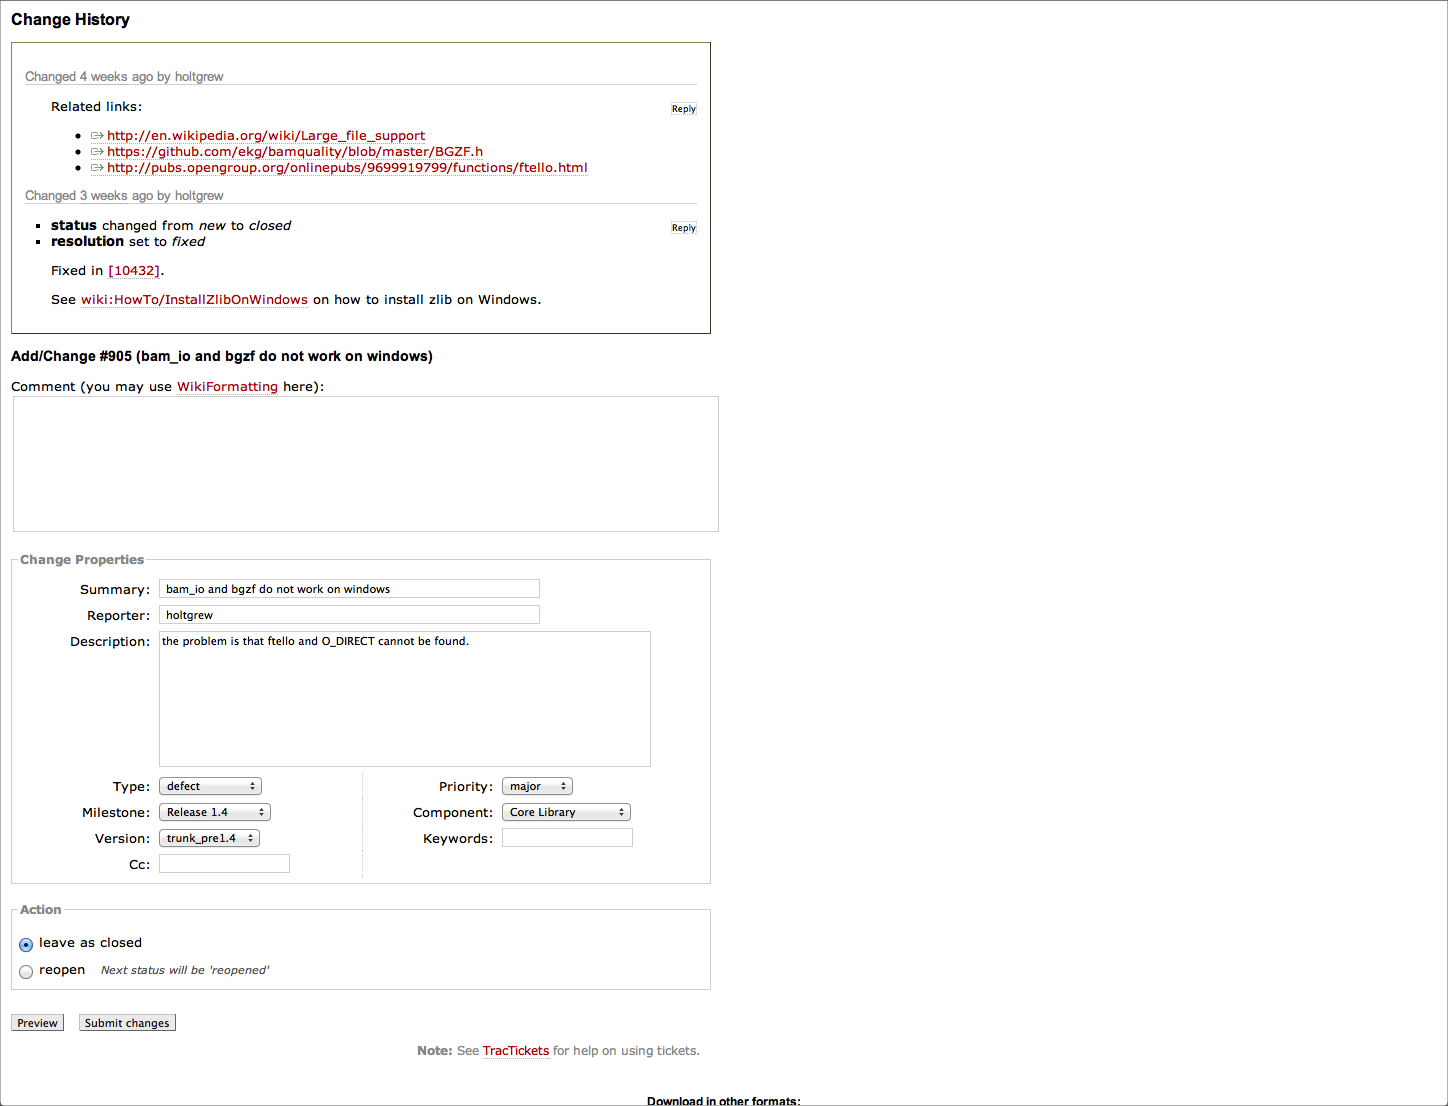 Change History
Changed 4 weeks ago by holtgrew
Related links:
Reply
http://en.wikipedia.org/wiki/Large_file_support
https://github.com/ekg/bamquality/blob/master/BGZF.h
http://pubs.opengroup.org/onlinepubs/9699919799/functions/ftello.html
Changed 3 weeks ago by holtgrew
status changed from new to closed
Reply
resolution set to fixed
Fixed in [10432].
See wiki:HowTo/InstallZlibOnWindows on how to install zlib on Windows.
Add/Change #905 (bam_io and bgzf do not work on windows)
Comment (you may use WikiFormatting here):
Change Properties
Summary: bam_io and bgzf do not work on windows
Reporter: holtgrew
Description: the problem is that ftello and O_DIRECT cannot be found.
Type: defect Priority: major
Milestone: Release 1.4 Component: Core Library
Version: trunk_pre1.4 Keywords:
Cc:
Action
leave as closed
reopen Next status will be 'reopened'
Preview Submit changes
Note: See TracTickets for help on using tickets.
Download in other formats: